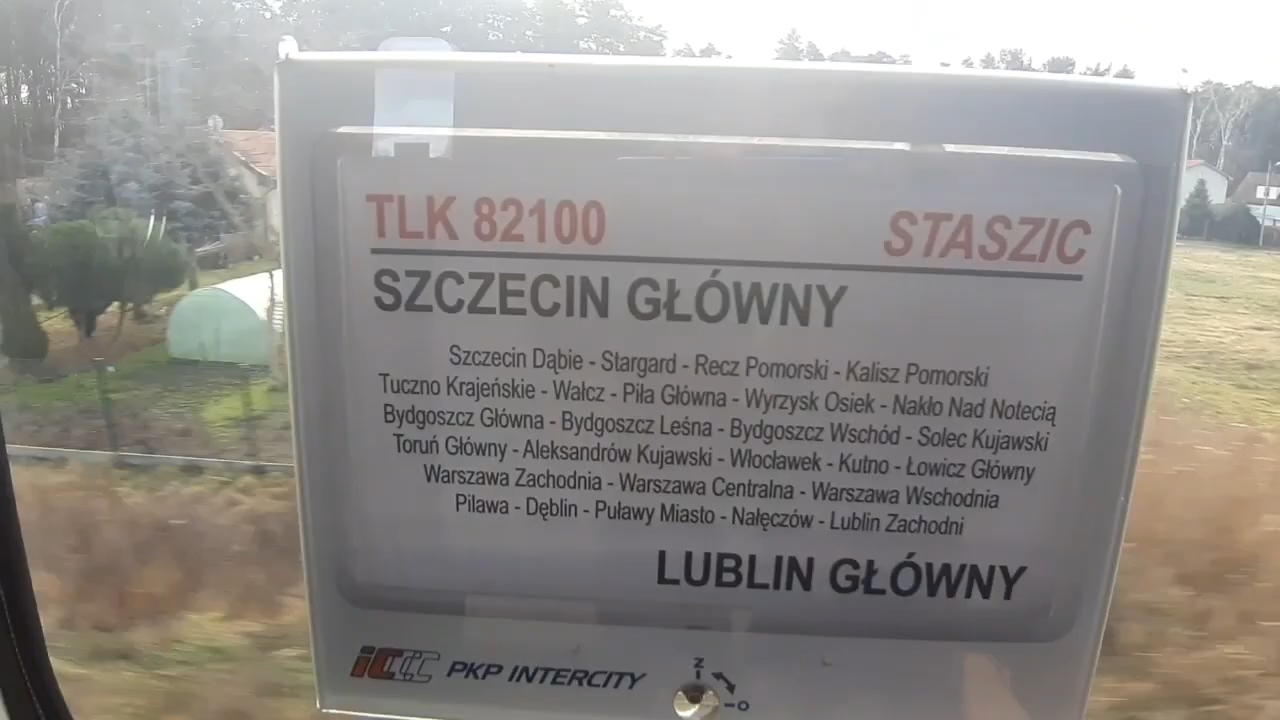 TLK 82100 STASZIC
SZCZECIN GŁÓWNY
Szczecin Dąbie - Stargard - Recz Pomorski - Kalisz Pomorski
Tuczno Krajeńskie - Wałcz - Piła Główna - Wyrzysk Osiek - Nakło Nad Notecią
Bydgoszcz Główna - Bydgoszcz Leśna - Bydgoszcz Wschód - Solec Kujawski
Toruń Główny - Aleksandrów Kujawski - Włocławek - Kutno - Łowicz Główny
Warszawa Zachodnia - Warszawa Centralna - Warszawa Wschodnia
Pilawa - Dęblin - Puławy Miasto - Nałęczów - Lublin Zachodni
LUBLIN GŁÓWNY
IC PKP INTERCITY
Z
O